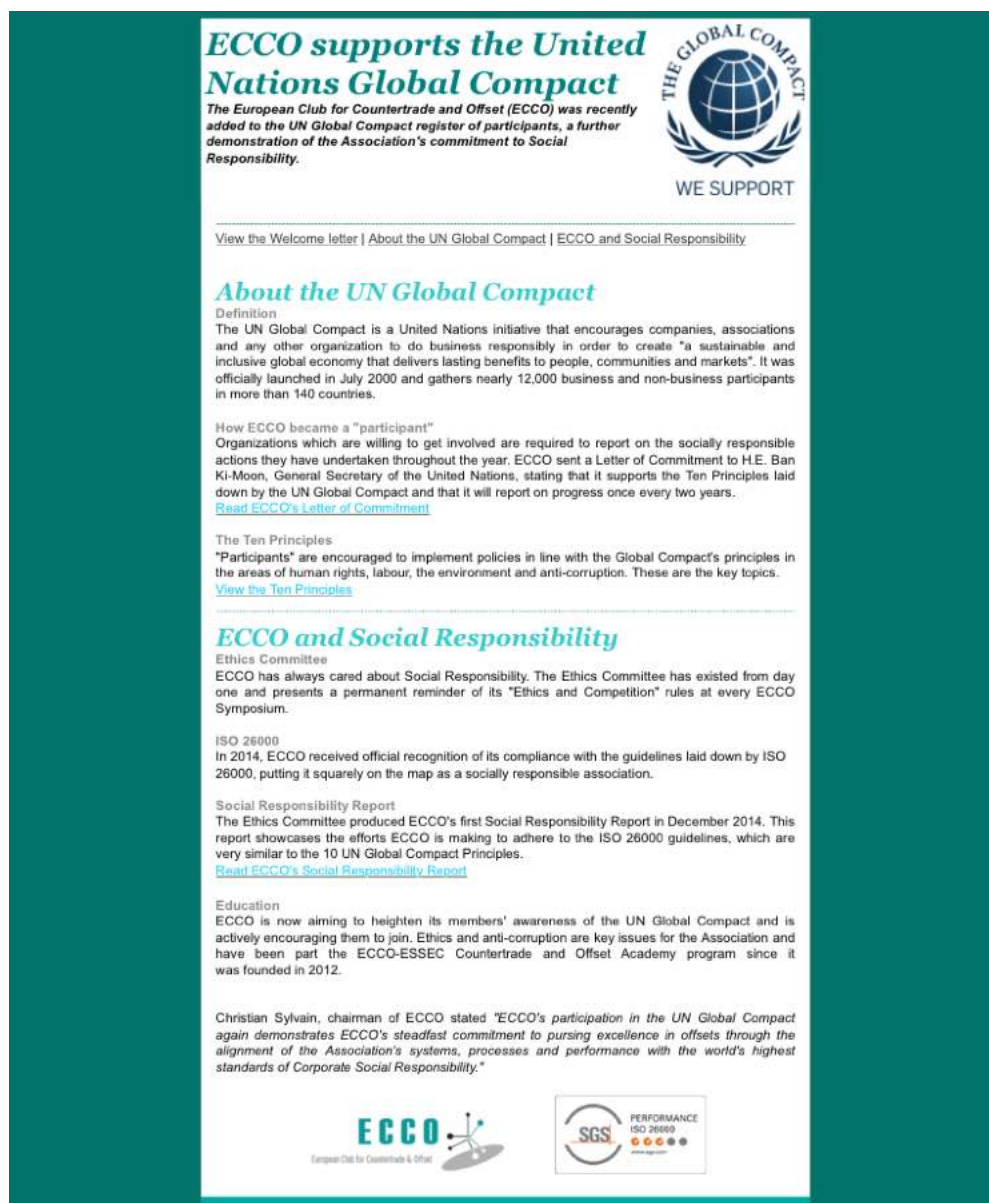 ECCO supports the United
Nations Global Compact
The European Club for Countertrade and Offset (ECCO) was recently
added to the UN Global Compact register of participants, a further
demonstration of the Association's commitment to Social
Responsibility.
THE GLOBAL COMPACT
WE SUPPORT
View the Welcome letter | About the UN Global Compact | ECCO and Social Responsibility
About the UN Global Compact
Definition
The UN Global Compact is a United Nations initiative that encourages companies, associations
and any other organization to do business responsibly in order to create "a sustainable and
inclusive global economy that delivers lasting benefits to people, communities and markets". It was
officially launched in July 2000 and gathers nearly 12,000 business and non-business participants
in more than 140 countries.
How ECCO became a "participant"
Organizations which are willing to get involved are required to report on the socially responsible
actions they have undertaken throughout the year. ECCO sent a Letter of Commitment to H.E. Ban
Ki-Moon, General Secretary of the United Nations, stating that it supports the Ten Principles laid
down by the UN Global Compact and that it will report on progress once every two years.
Read ECCO's Letter of Commitment
The Ten Principles
"Participants" are encouraged to implement policies in line with the Global Compact's principles in
the areas of human rights, labour, the environment and anti-corruption. These are the key topics.
View the Ten Principles
ECCO and Social Responsibility
Ethics Committee
ECCO has always cared about Social Responsibility. The Ethics Committee has existed from day
one and presents a permanent reminder of its "Ethics and Competition" rules at every ECCO
Symposium.
ISO 26000
In 2014, ECCO received official recognition of its compliance with the guidelines laid down by ISO
26000, putting it squarely on the map as a socially responsible association.
Social Responsibility Report
The Ethics Committee produced ECCO's first Social Responsibility Report in December 2014. This
report showcases the efforts ECCO is making to adhere to the ISO 26000 guidelines, which are
very similar to the 10 UN Global Compact Principles.
Read ECCO's Social Responsibility Report
Education
ECCO is now aiming to heighten its members' awareness of the UN Global Compact and is
actively encouraging them to join. Ethics and anti-corruption are key issues for the Association and
have been part the ECCO-ESSEC Countertrade and Offset Academy program since it
was founded in 2012.
Christian Sylvain, chairman of ECCO stated "ECCO's participation in the UN Global Compact
again demonstrates ECCO's steadfast commitment to pursing excellence in offsets through the
alignment of the Association's systems, processes and performance with the world's highest
standards of Corporate Social Responsibility."
ECCO
European Club for Countertrade & Offset
SGS
PERFORMANCE
ISO 26000
www.sgs.com